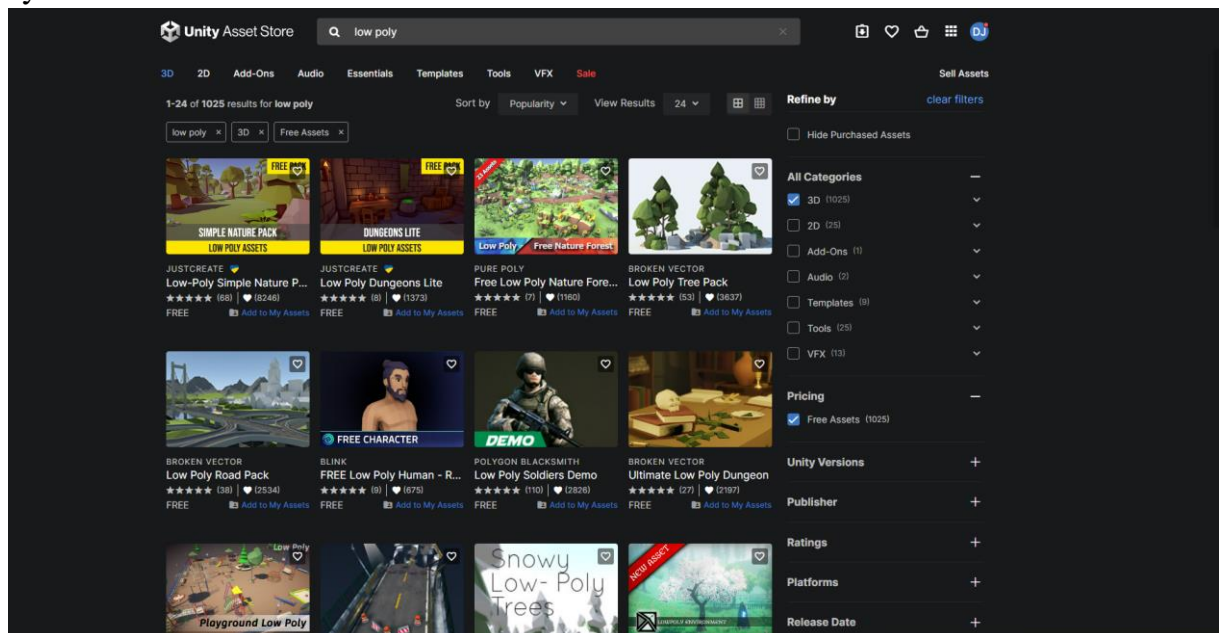 Unity Asset Store
low poly
DJ
3D 2D Add-Ons Audio Essentials Templates Tools VFX Sale
Sell Assets
1-24 of 1025 results for low poly
Sort by Popularity
View Results 24
low poly × 3D × Free Assets ×
FREE
SIMPLE NATURE PACK
LOW POLY ASSETS
JUSTCREATE
Low-Poly Simple Nature P...
(68) (8246)
FREE Add to My Assets
FREE
DUNGEONS LITE
LOW POLY ASSETS
JUSTCREATE
Low Poly Dungeons Lite
(8) (1373)
FREE Add to My Assets
23 Assets
Low Poly Free Nature Forest
PURE POLY
Free Low Poly Nature Fore...
(7) (1160)
FREE Add to My Assets
BROKEN VECTOR
Low Poly Tree Pack
(53) (3637)
FREE Add to My Assets
BROKEN VECTOR
Low Poly Road Pack
(38) (2534)
FREE Add to My Assets
FREE CHARACTER
BLINK
FREE Low Poly Human - R...
(9) (675)
FREE Add to My Assets
DEMO
POLYGON BLACKSMITH
Low Poly Soldiers Demo
(110) (2826)
FREE Add to My Assets
BROKEN VECTOR
Ultimate Low Poly Dungeon
(27) (2197)
FREE Add to My Assets
Low Poly
Playground Low Poly
Snowy
Low- Poly
Trees
NEW ASSET
LOWPOLY ENVIRONMENT
Refine by
clear filters
Hide Purchased Assets
All Categories
3D (1025)
2D (25)
Add-Ons (1)
Audio (2)
Templates (9)
Tools (25)
VFX (13)
Pricing
Free Assets (1025)
Unity Versions
Publisher
Ratings
Platforms
Release Date